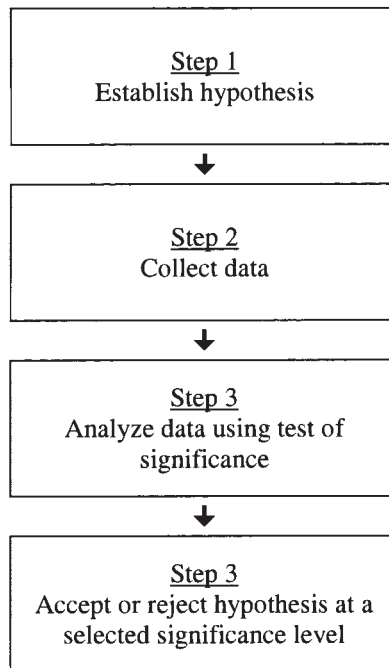 Step 1
Establish hypothesis
Step 2
Collect data
Step 3
Analyze data using test of
significance
Step 3
Accept or reject hypothesis at a
selected significance level